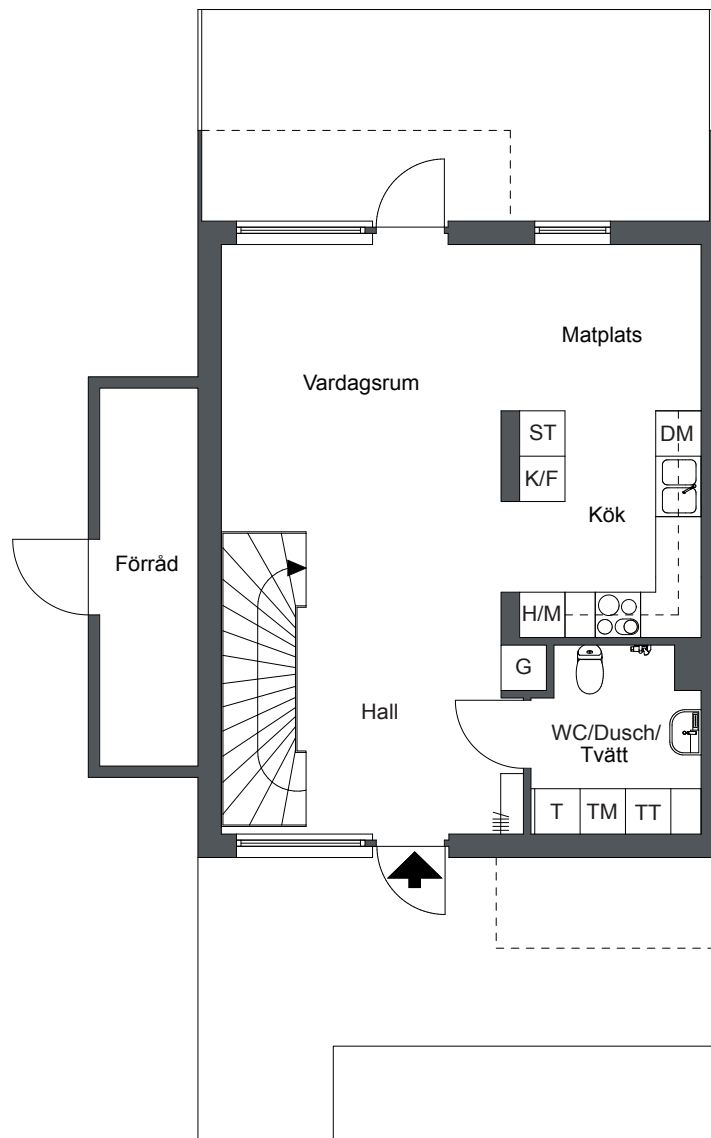 Matplats
Vardagsrum
ST
DM
K/F
Kök
Förråd
H/M
G
Hall
WC/Dusch/
Tvätt
T
TM
TT